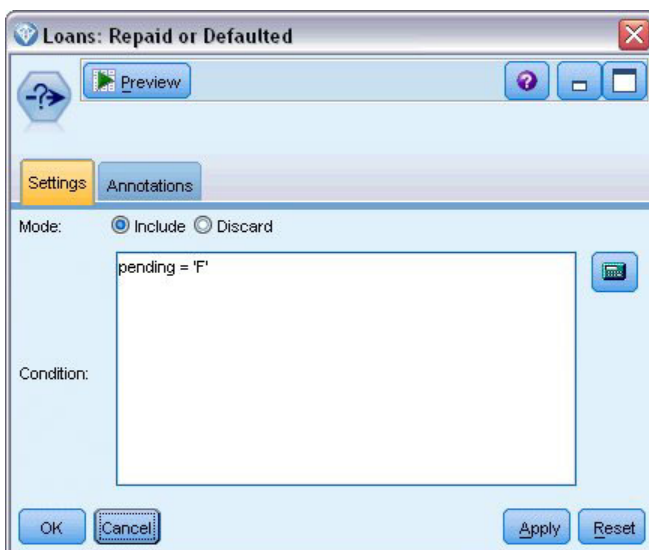 Loans: Repaid or Defaulted
-?->
Preview
?
Settings Annotations
Mode: Include Discard
pending = 'F'
Condition:
OK Cancel Apply Reset